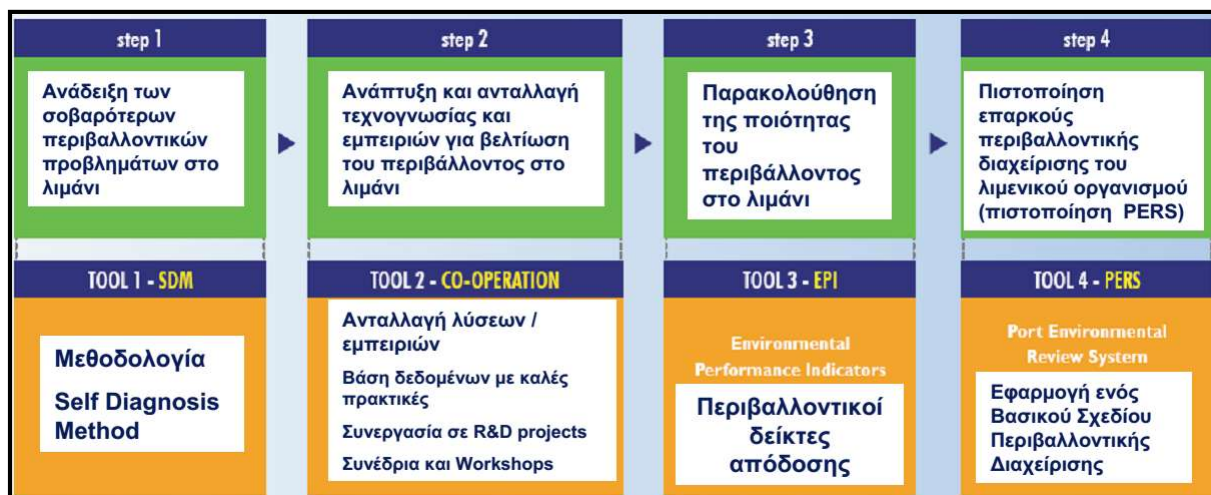 step 1
Ανάδειξη των
σοβαρότερων
περιβαλλοντικών
προβλημάτων στο
λιμάνι
step 2
Ανάπτυξη και ανταλλαγή
τεχνογνωσίας και
εμπειριών για βελτίωση
του περιβάλλοντος στο
λιμάνι
step 3
Παρακολούθηση
της ποιότητας
του
περιβάλλοντος
στο λιμάνι
step 4
Πιστοποίηση
επαρκούς
περιβαλλοντικής
διαχείρισης του
λιμενικού οργανισμού
(πιστοποίηση PERS)
TOOL 1 - SDM
Μεθοδολογία
Self Diagnosis
Method
TOOL 2 - CO-OPERATION
Ανταλλαγή λύσεων /
εμπειριών
Βάση δεδομένων με καλές
πρακτικές
Συνεργασία σε R&D projects
Συνέδρια και Workshops
TOOL 3 - EPI
Environmental
Performance Indicators
Περιβαλλοντικοί
δείκτες
απόδοσης
TOOL 4 - PERS
Port Environmental
Review System
Εφαρμογή ενός
Βασικού Σχεδίου
Περιβαλλοντικής
Διαχείρισης